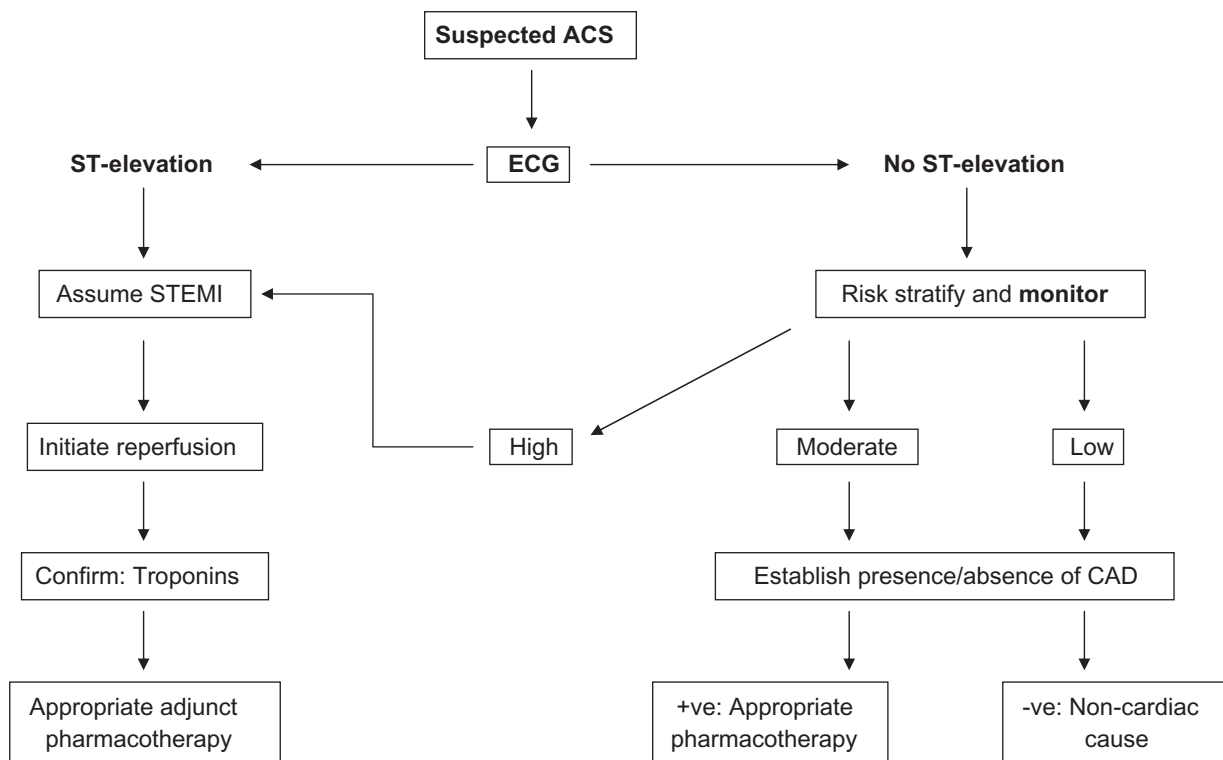 Suspected ACS
ST-elevation
ECG
No ST-elevation
Assume STEMI
Risk stratify and monitor
Initiate reperfusion
High
Moderate
Low
Confirm: Troponins
Establish presence/absence of CAD
Appropriate adjunct
pharmacotherapy
+ve: Appropriate
pharmacotherapy
-ve: Non-cardiac
cause